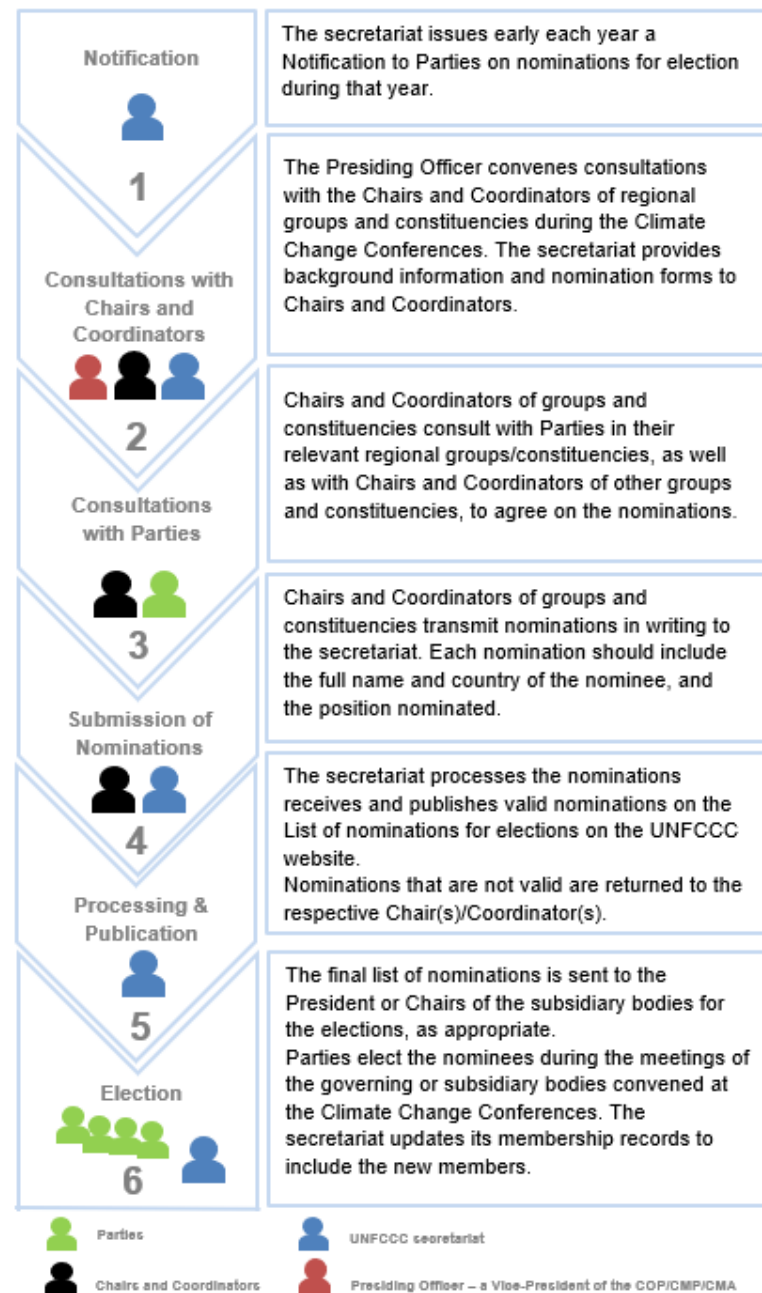 Notification
The secretariat issues early each year a
Notification to Parties on nominations for election
during that year.
1
Consultations with
Chairs and
Coordinators
The Presiding Officer convenes consultations
with the Chairs and Coordinators of regional
groups and constituencies during the Climate
Change Conferences. The secretariat provides
background information and nomination forms to
Chairs and Coordinators.
2
Consultations
with Parties
Chairs and Coordinators of groups and
constituencies consult with Parties in their
relevant regional groups/constituencies, as well
as with Chairs and Coordinators of other groups
and constituencies, to agree on the nominations.
3
Submission of
Nominations
Chairs and Coordinators of groups and
constituencies transmit nominations in writing to
the secretariat. Each nomination should include
the full name and country of the nominee, and
the position nominated.
4
Processing &
Publication
The secretariat processes the nominations
receives and publishes valid nominations on the
List of nominations for elections on the UNFCCC
website.
Nominations that are not valid are returned to the
respective Chair(s)/Coordinator(s).
5
Election
The final list of nominations is sent to the
President or Chairs of the subsidiary bodies for
the elections, as appropriate.
Parties elect the nominees during the meetings of
the governing or subsidiary bodies convened at
the Climate Change Conferences. The
secretariat updates its membership records to
include the new members.
6
Parties
UNFCCC secretariat
Chairs and Coordinators
Presiding Officer – a Vice-President of the COP/CMP/CMA